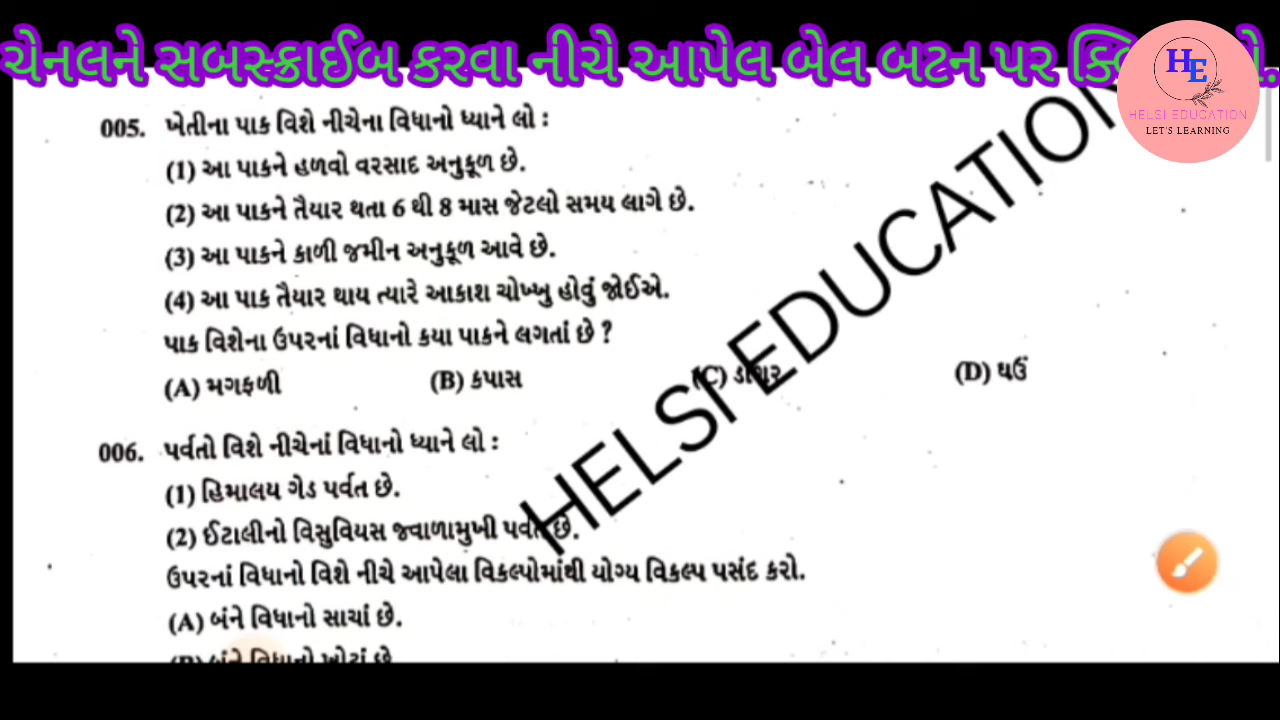 ચેનલને સબસ્ક્રાઈબ કરવા નીચે આપેલ બેલ બટન પર
HE
HELSI EDUCATION
LET'S LEARNING
005. ખેતીના પાક વિશે નીચેના વિધાનો ધ્યાને લો :
(1) આ પાકને હળવો વરસાદ અનુકૂળ છે.
(2) આ પાકને તૈયાર થતા 6 થી 8 માસ જેટલો સમય લાગે છે.
(3) આ પાકને કાળી જમીન અનુકૂળ આવે છે.
(4) આ પાક તૈયાર થાય ત્યારે આકાશ ચોખ્ખુ હોવું જોઈએ.
પાક વિશેના ઉપરનાં વિધાનો કયા પાકને લગતાં છે ?
(A) મગફળી (B) કપાસ (C) ડાંગર (D) ઘઉં
HELSI EDUCATION
006. પર્વતો વિશે નીચેનાં વિધાનો ધ્યાને લો :
(1) હિમાલય ગેડ પર્વત છે.
(2) ઈટાલીનો વિસુવિયસ જ્વાળામુખી પર્વત છે.
ઉપરનાં વિધાનો વિશે નીચે આપેલા વિકલ્પોમાંથી યોગ્ય વિકલ્પ પસંદ કરો.
(A) બંને વિધાનો સાચાં છે.
(B) બંને વિધાનો ખોટાં છે